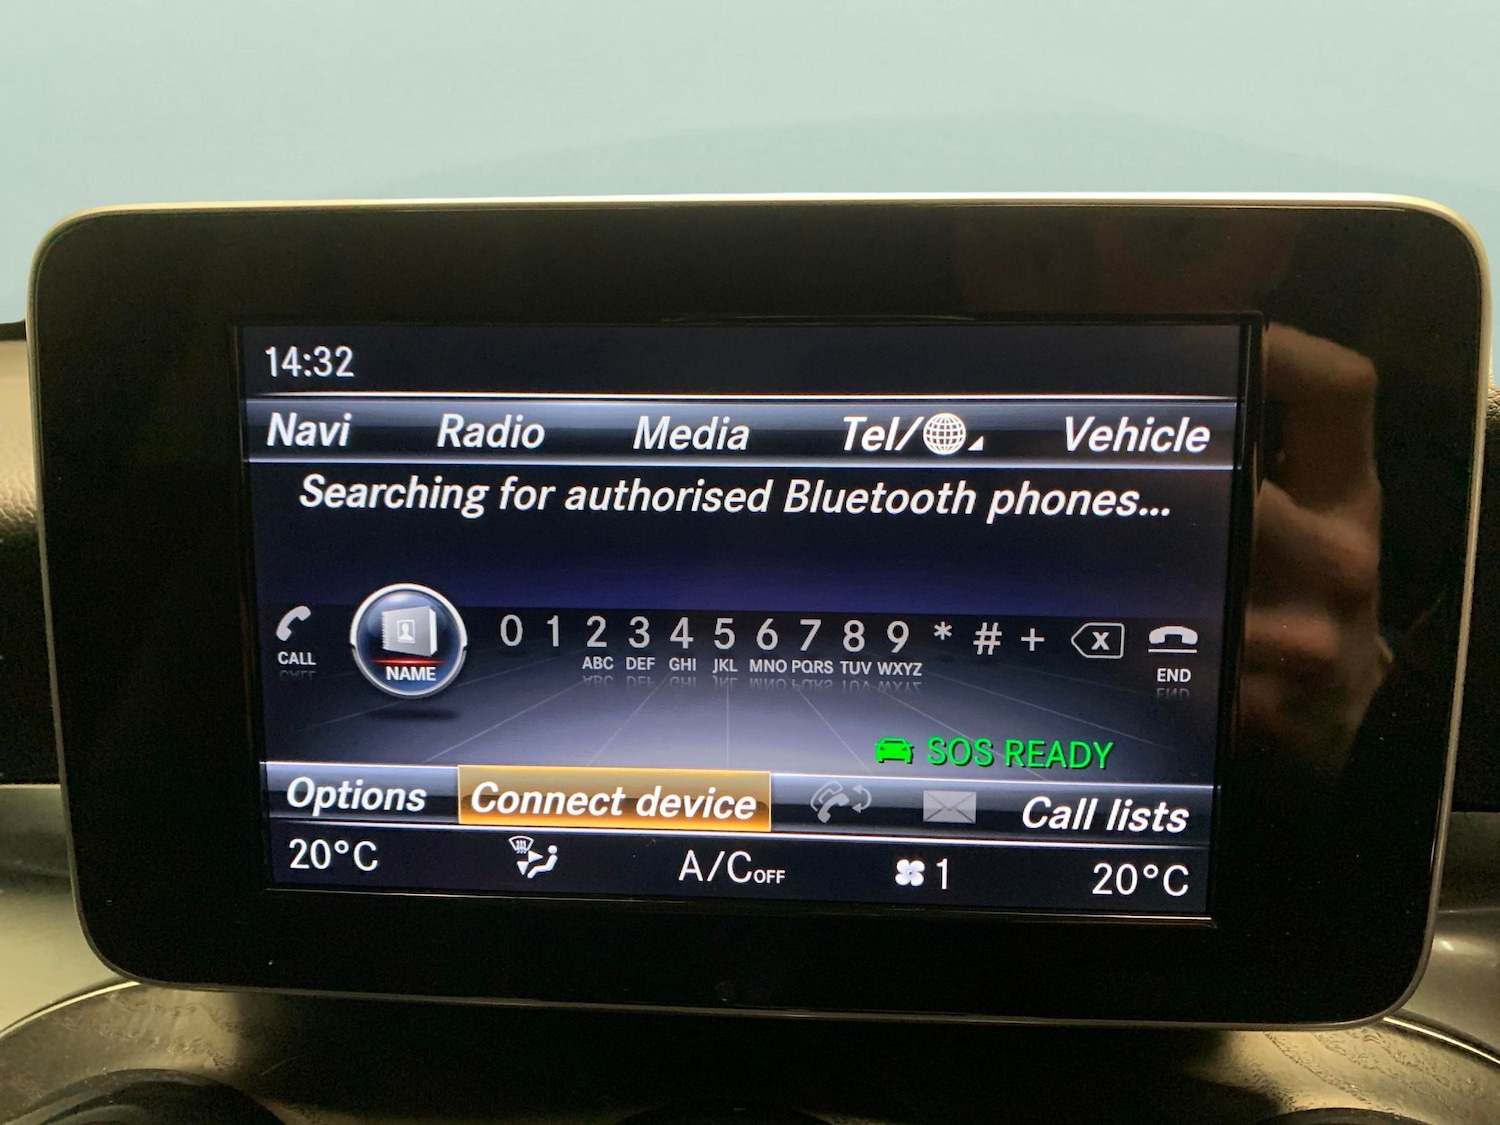 14:32
Navi Radio Media Tel/ Vehicle
Searching for authorised Bluetooth phones...
CALL NAME 0 1 2 3 4 5 6 7 8 9 * # + X END
ABC DEF GHI JKL MNO PQRS TUV WXYZ
SOS READY
Options Connect device Call lists
20°C A/C OFF 1 20°C